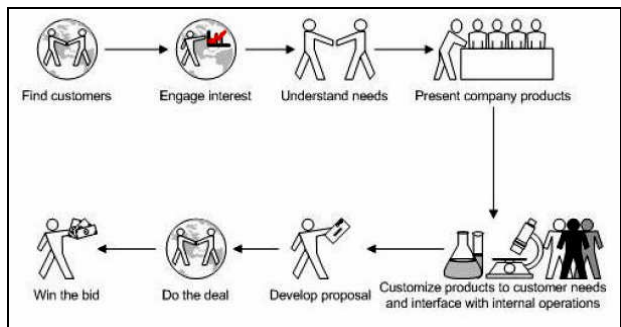 Find customers
Engage interest
Understand needs
Present company products
Customize products to customer needs
and interface with internal operations
Develop proposal
Do the deal
Win the bid